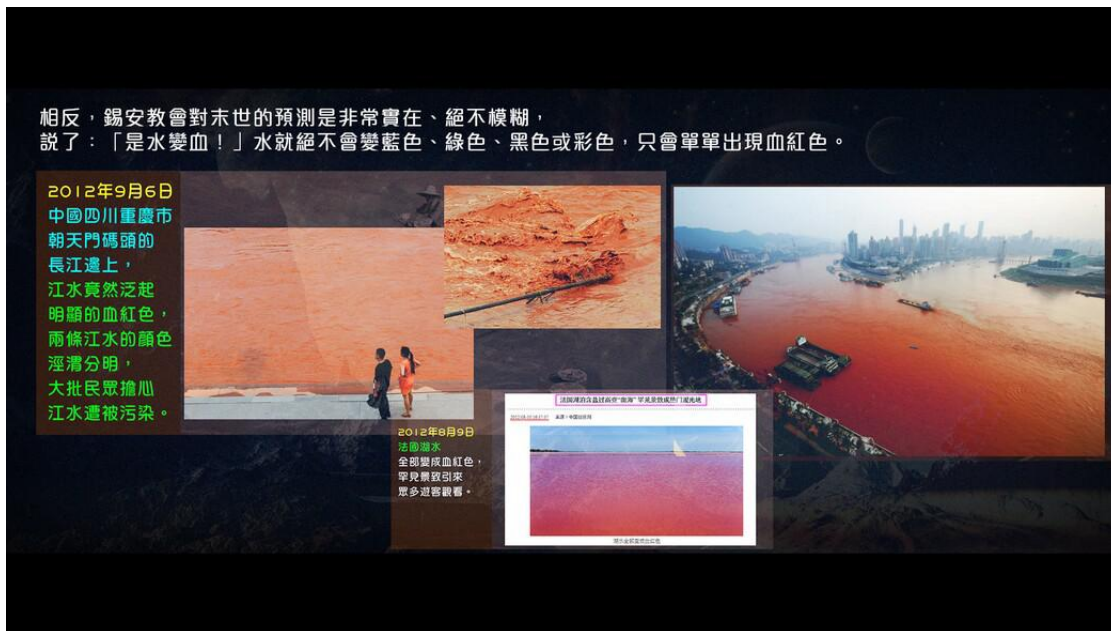 相反，錫安教會對末世的預測是非常實在、絕不模糊，
説了：「是水變血！」水就絕不會變藍色、綠色、黑色或彩色，只會單單出現血紅色。
2012年9月6日
中國四川重慶市
朝天門碼頭的
長江邊上，
江水竟然泛起
明顯的血紅色，
兩條江水的顏色
涇渭分明，
大批民眾擔心
江水遭被污染。
2012年8月9日
法國湖水
全部變成血紅色，
罕見景致引來
眾多遊客觀看。